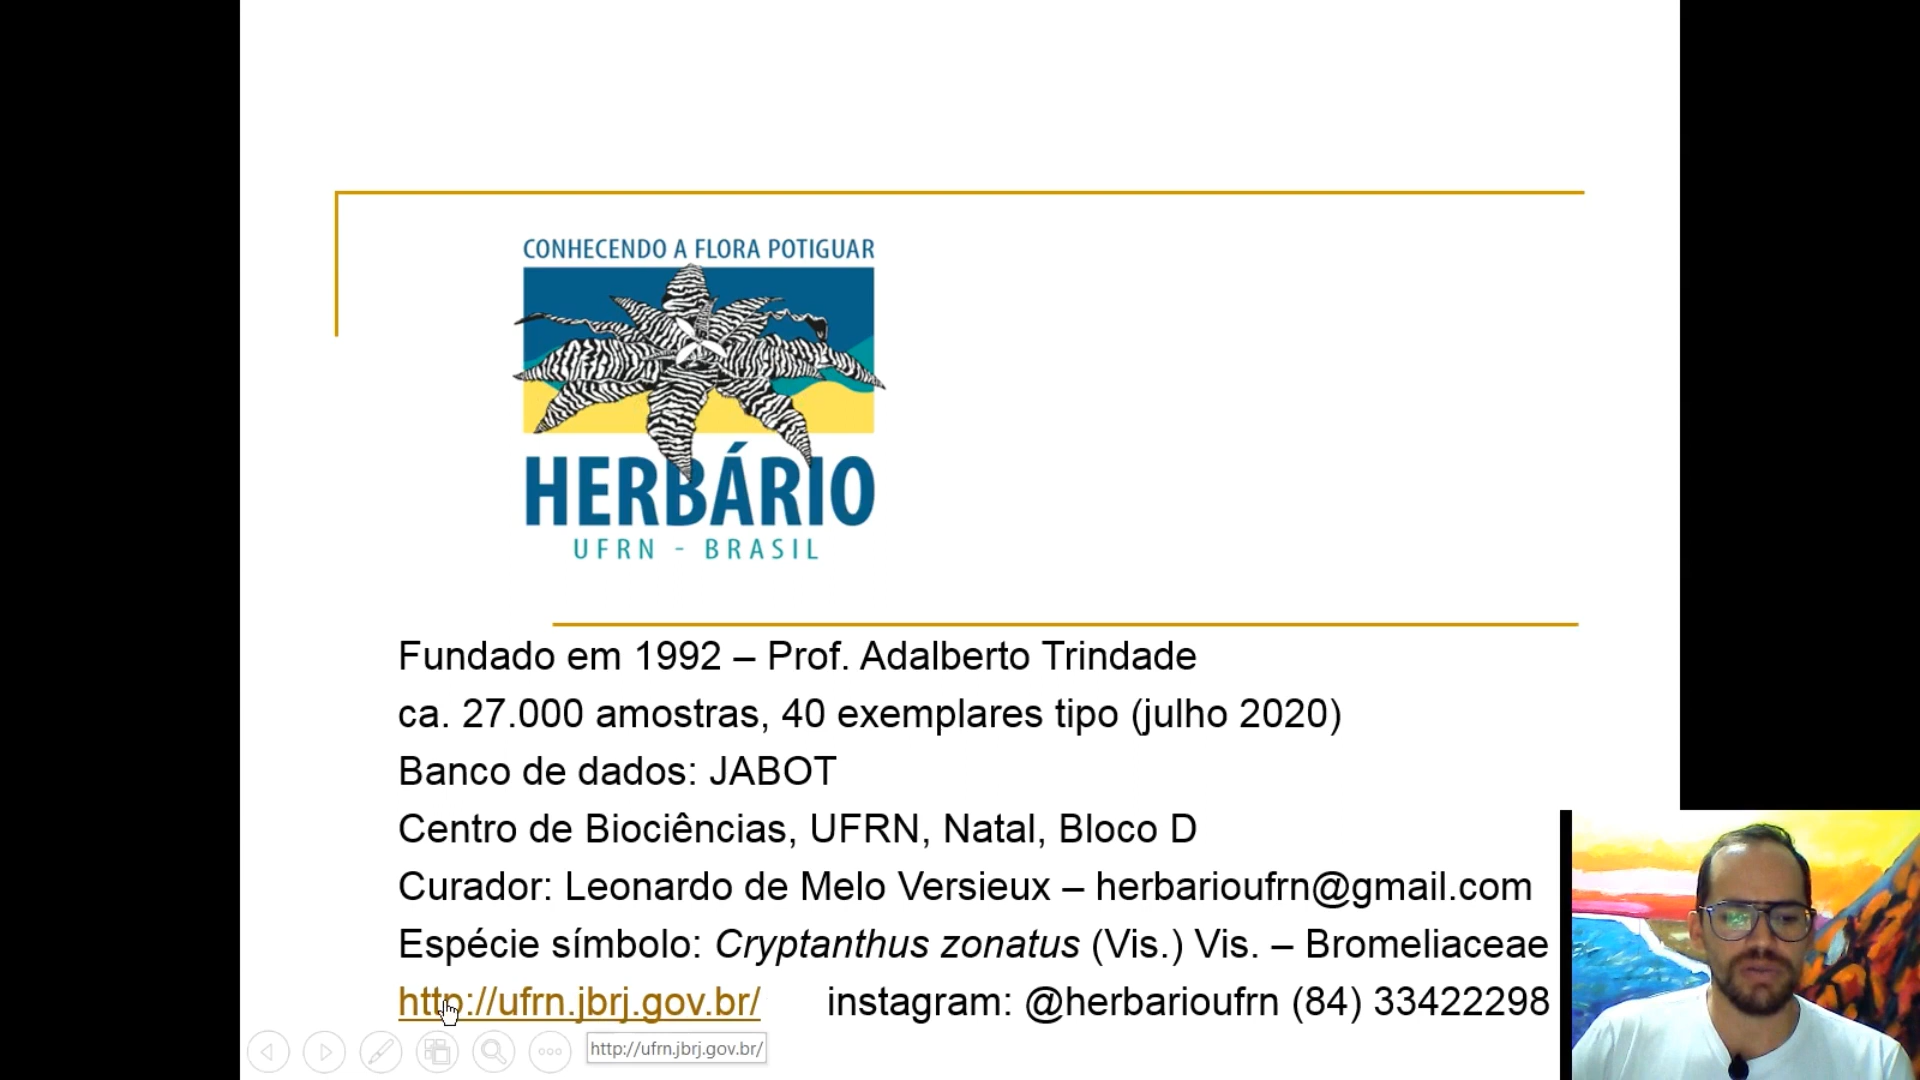 CONHECENDO A FLORA POTIGUAR
HERBÁRIO
UFRN - BRASIL
Fundado em 1992 – Prof. Adalberto Trindade
ca. 27.000 amostras, 40 exemplares tipo (julho 2020)
Banco de dados: JABOT
Centro de Biociências, UFRN, Natal, Bloco D
Curador: Leonardo de Melo Versieux – herbarioufrn@gmail.com
Espécie símbolo: Cryptanthus zonatus (Vis.) Vis. – Bromeliaceae
http://ufrn.jbrj.gov.br/ instagram: @herbarioufrn (84) 33422298
http://ufrn.jbrj.gov.br/